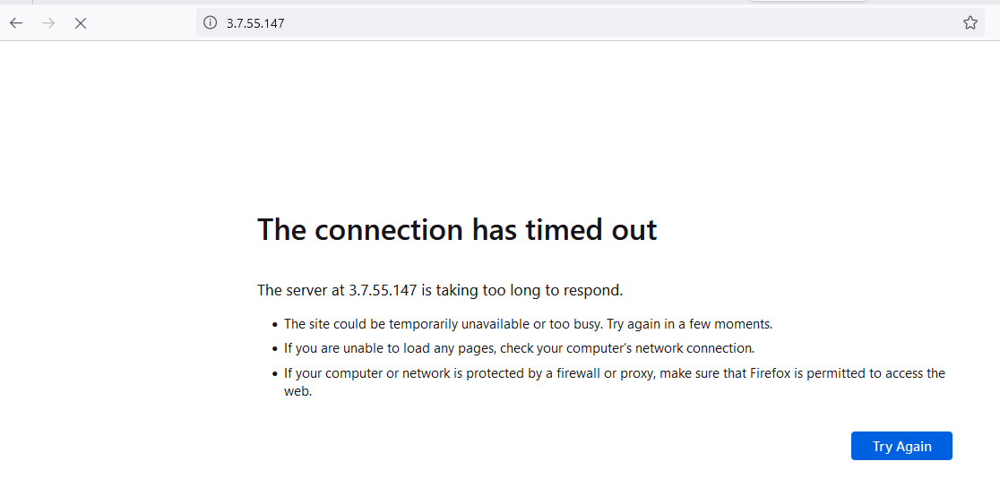 3.7.55.147
The connection has timed out
The server at 3.7.55.147 is taking too long to respond.
• The site could be temporarily unavailable or too busy. Try again in a few moments.
• If you are unable to load any pages, check your computer’s network connection.
• If your computer or network is protected by a firewall or proxy, make sure that Firefox is permitted to access the
web.
Try Again